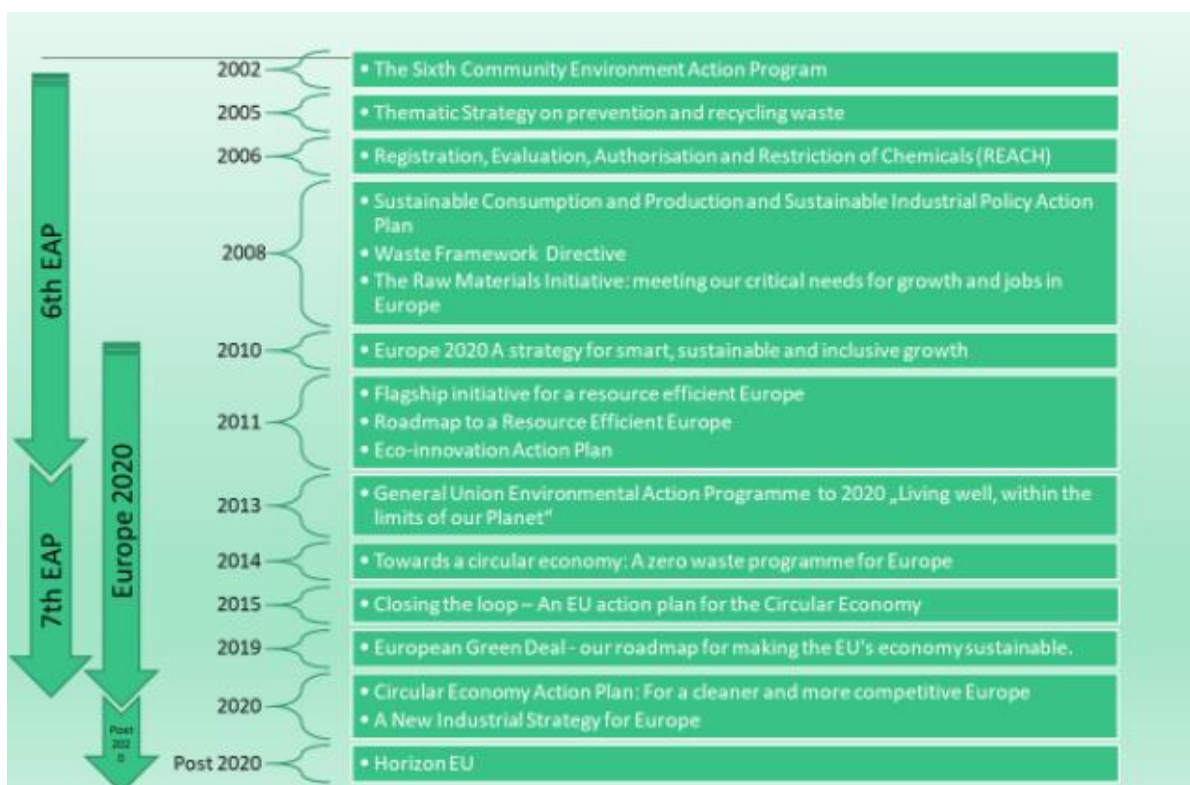 2002
• The Sixth Community Environment Action Program
2005
• Thematic Strategy on prevention and recycling waste
2006
• Registration, Evaluation, Authorisation and Restriction of Chemicals (REACH)
2008
• Sustainable Consumption and Production and Sustainable Industrial Policy Action
Plan
• Waste Framework Directive
• The Raw Materials Initiative: meeting our critical needs for growth and jobs in
Europe
2010
• Europe 2020 A strategy for smart, sustainable and inclusive growth
2011
• Flagship initiative for a resource efficient Europe
• Roadmap to a Resource Efficient Europe
• Eco-innovation Action Plan
2013
• General Union Environmental Action Programme to 2020 „Living well, within the
limits of our Planet"
2014
• Towards a circular economy: A zero waste programme for Europe
2015
• Closing the loop – An EU action plan for the Circular Economy
2019
• European Green Deal - our roadmap for making the EU's economy sustainable.
2020
• Circular Economy Action Plan: For a cleaner and more competitive Europe
• A New Industrial Strategy for Europe
Post 2020
• Horizon EU
6th EAP
7th EAP
Europe 2020
Post
202
0